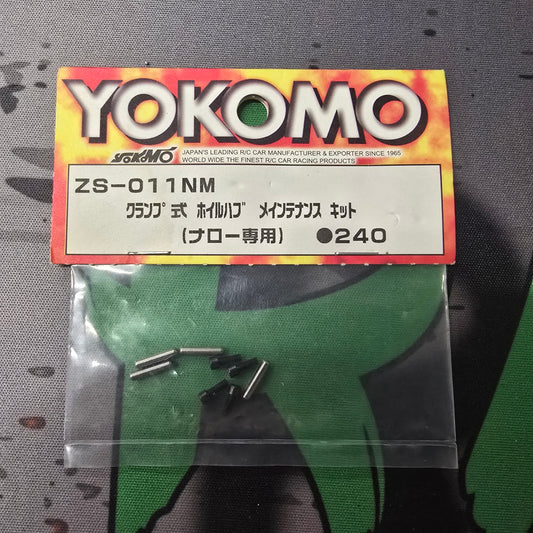 YOKOMO
YOKOMO JAPAN'S LEADING R/C CAR MANUFACTURER & EXPORTER SINCE 1965
WORLD WIDE THE FINEST R/C CAR RACING PRODUCTS
ZS-011NM
クランプ式 ホイルハブ メインテナンス キット
(ナロー専用) ●240